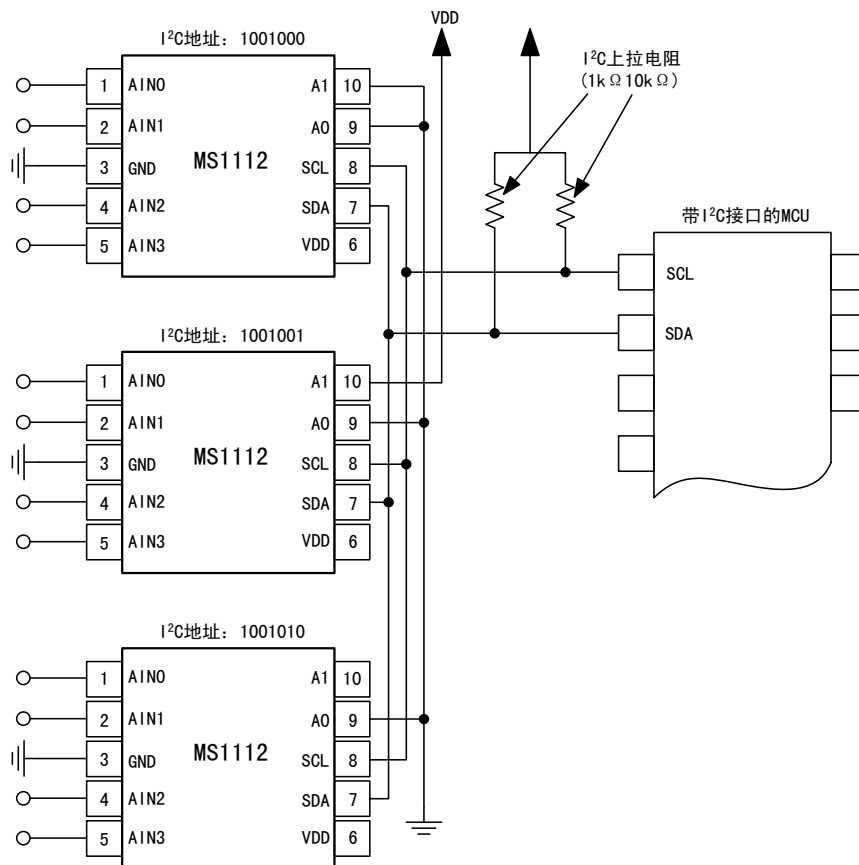 VDD
I²C地址：1001000
1 AIN0 A1 10
2 AIN1 A0 9
3 GND MS1112 SCL 8
4 AIN2 SDA 7
5 AIN3 VDD 6
I²C上拉电阻
(1kΩ10kΩ)
带I²C接口的MCU
SCL
SDA
I²C地址：1001001
1 AIN0 A1 10
2 AIN1 A0 9
3 GND MS1112 SCL 8
4 AIN2 SDA 7
5 AIN3 VDD 6
I²C地址：1001010
1 AIN0 A1 10
2 AIN1 A0 9
3 GND MS1112 SCL 8
4 AIN2 SDA 7
5 AIN3 VDD 6